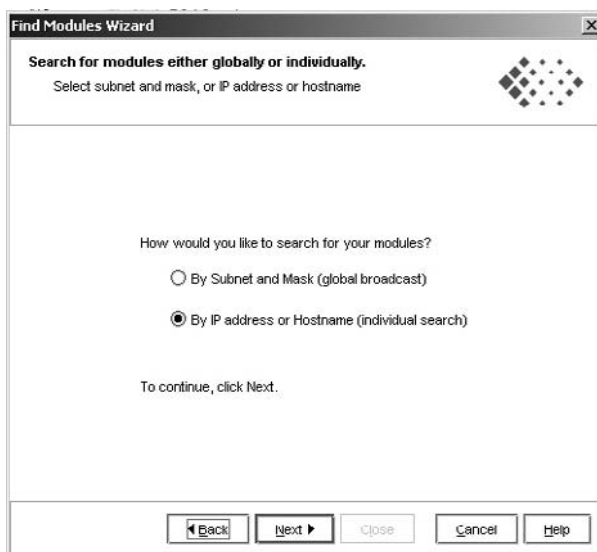 Find Modules Wizard
Search for modules either globally or individually.
Select subnet and mask, or IP address or hostname
How would you like to search for your modules?
By Subnet and Mask (global broadcast)
By IP address or Hostname (individual search)
To continue, click Next.
Back Next Close Cancel Help